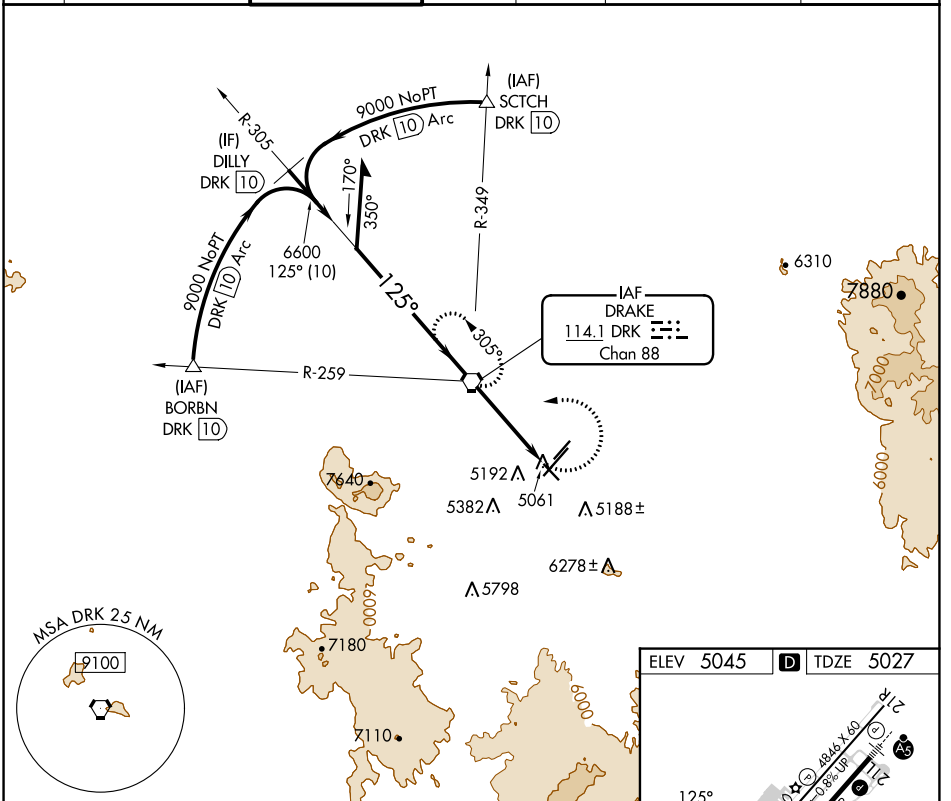 (IAF)
SCTCH
DRK 10
9000 NoPT
DRK 10 Arc
R-305
(IF)
DILLY
DRK 10
170°
350°
R-349
9000 NoPT
DRK 10 Arc
6600
125° (10)
125°
305°
6310
7880
7000
6000
IAF
DRAKE
114.1 DRK
Chan 88
R-259
(IAF)
BORBN
DRK 10
7640
5192
5061
5382
5188±
6278±
5798
6000
MSA DRK 25 NM
9100
7180
7110
6000
ELEV 5045 D TDZE 5027
21R
4846 X 60
P
P
A5
0.8% UP
21L
P
125°